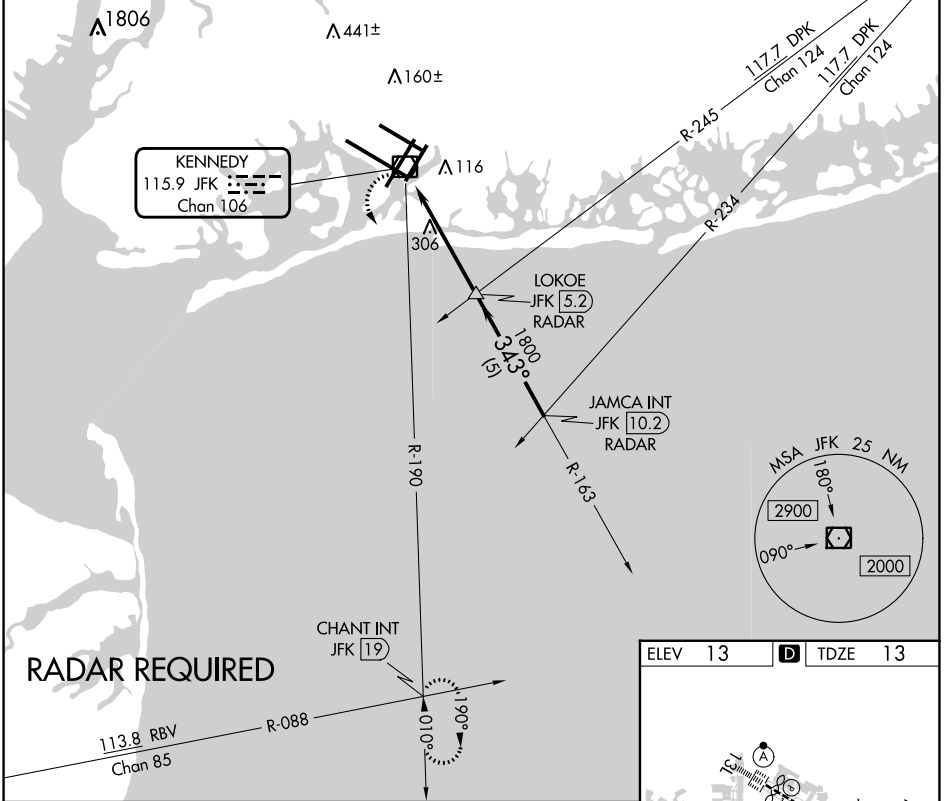 1806
441±
160±
116
KENNEDY
115.9 JFK
Chan 106
306
117.7 DPK
Chan 124
117.7 DPK
Chan 124
R-245
R-234
LOKOE
JFK 5.2
RADAR
1800
343°
(5)
JAMCA INT
JFK 10.2
RADAR
R-190
R-163
MSA JFK 25 NM
180°
2900
090°
2000
CHANT INT
JFK 19
RADAR REQUIRED
R-088
113.8 RBV
Chan 85
010°
190°
ELEV 13
D
TDZE 13
A
13L
P